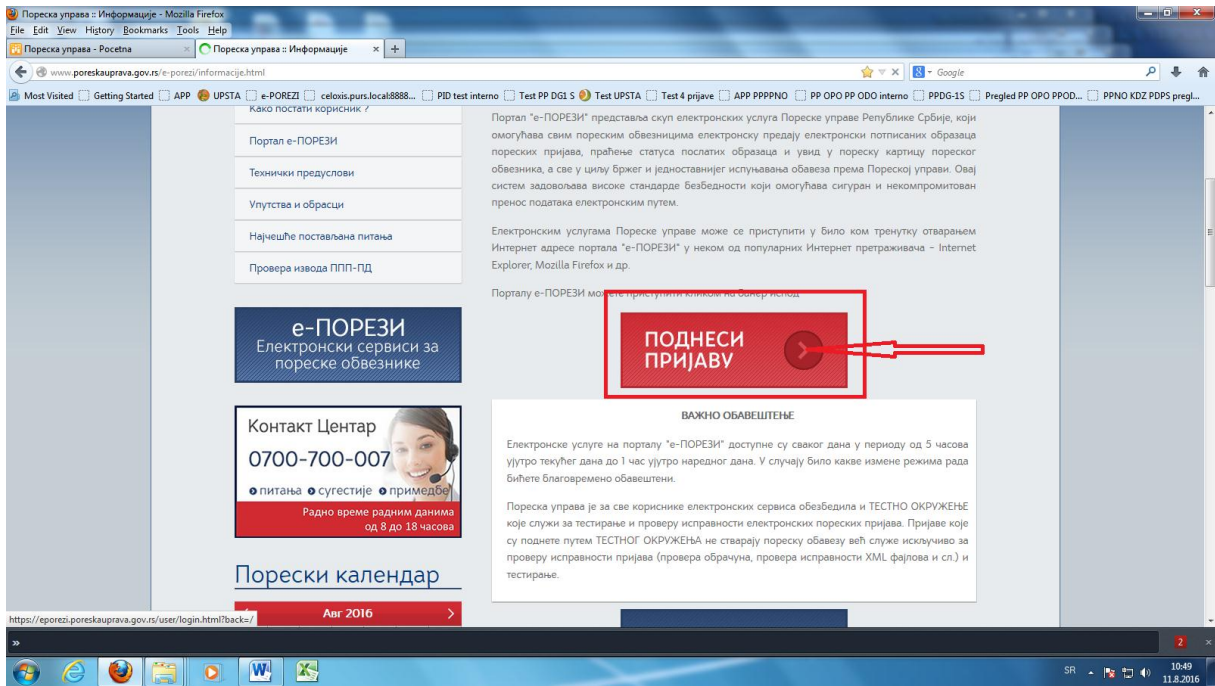 Пореска управа :: Информације - Mozilla Firefox
File Edit View History Bookmarks Tools Help
Пореска управа - Pocetna
Пореска управа :: Информације
www.poreskauprava.gov.rs/e-porezi/informacije.html
Google
Most Visited Getting Started APP UPSTA e-POREZI celoxis.purs.local:8888... PID test interno Test PP DG1 S Test UPSTA Test 4 prijave APP PPPPNO PP OPO PP ODO interno PPDG-1S Pregled PP OPO PPOD... PPNO KDZ PDPS pregl...
Како постати корисник ?
Портал е-ПОРЕЗИ
Технички предуслови
Упутства и обрасци
Најчешће постављана питања
Провера извода ППП-ПД
е-ПОРЕЗИ
Електронски сервиси за
пореске обвезнике
Контакт Центар
0700-700-007
питања сугестије примедбе
Радно време радним данима
од 8 до 18 часова
Порески календар
Авг 2016
Портал "е-ПОРЕЗИ" представља скуп електронских услуга Пореске управе Републике Србије, који
омогућава свим пореским обвезницима електронску предају електронски потписаних образаца
пореских пријава, праћење статуса послатих образаца и увид у пореску картицу пореског
обвезника, а све у циљу бржег и једноставнијег испуњавања обавеза према Пореској управи. Овај
систем задовољава високе стандарде безбедности који омогућава сигуран и некомпромитован
пренос података електронским путем.
Електронским услугама Пореске управе може се приступити у било ком тренутку отварањем
Интернет адресе портала "е-ПОРЕЗИ" у неком од популарних Интернет претраживача – Internet
Explorer, Mozilla Firefox и др.
Порталу е-ПОРЕЗИ можете приступити кликом на банер испод
ПОДНЕСИ
ПРИЈАВУ
ВАЖНО ОБАВЕШТЕЊЕ
Електронске услуге на порталу "е-ПОРЕЗИ" доступне су сваког дана у периоду од 5 часова
ујутро текућег дана до 1 час ујутро наредног дана. У случају било какве измене режима рада
бићете благовремено обавештени.
Пореска управа је за све кориснике електронских сервиса обезбедила и ТЕСТНО ОКРУЖЕЊЕ
које служи за тестирање и проверу исправности електронских пореских пријава. Пријаве које
су поднете путем ТЕСТНОГ ОКРУЖЕЊА не стварају пореску обавезу већ служе искључиво за
проверу исправности пријава (провера обрачуна, провера исправности XML фајлова и сл.) и
тестирање.
https://eporezi.poreskauprava.gov.rs/user/login.html?back=/
2
SR
10:49
11.8.2016